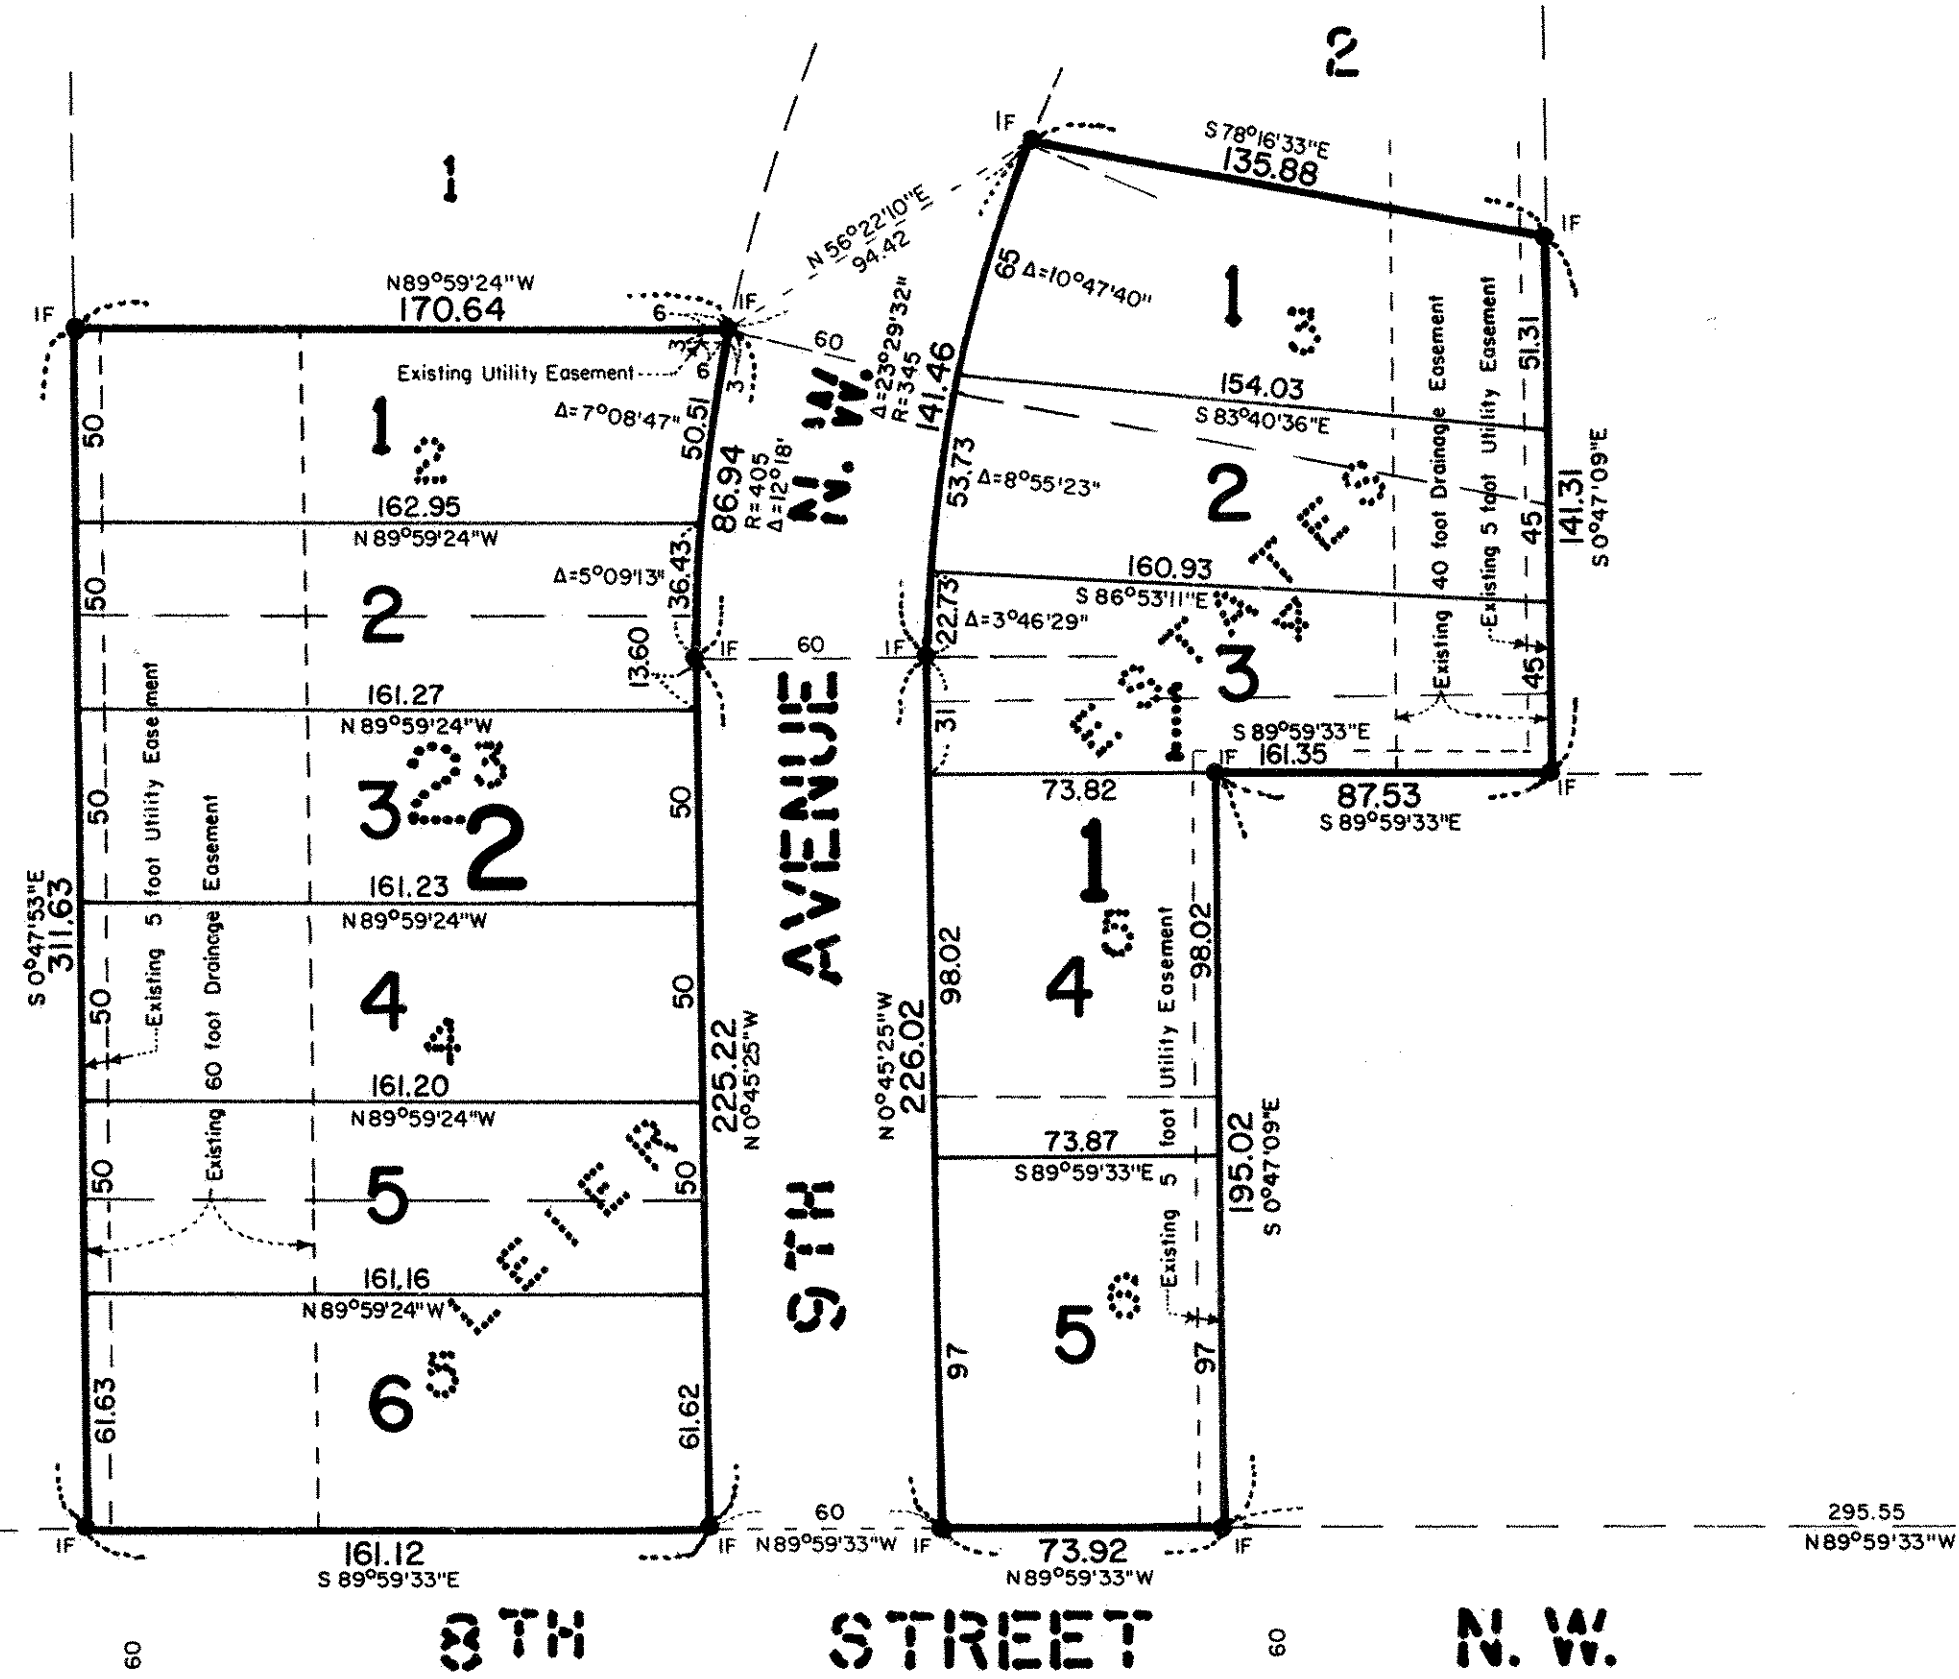 2
1
IF
S 78°16'33"E
135.88
IF
N 56°22'10"E
94.42
N89°59'24"W
170.64
IF
IF
6
3
6
3
60
Existing Utility Easement
Δ=7°08'47"
50.51
86.94
R=405
Δ=12°18'
Δ=23°29'32"
R=345
141.46
65
Δ=10°47'40"
1
3
154.03
S 83°40'36"E
51.31
Existing 40 foot Drainage Easement
Existing 5 foot Utility Easement
50
1
2
162.95
N 89°59'24"W
53.73
Δ=8°55'23"
2
45
141.31
S 0°47'09"E
50
2
Δ=5°09'13"
36.43
13.60
IF
60
IF
160.93
S 86°53'11"E
22.73
Δ=3°46'29"
4
3
45
161.27
N 89°59'24"W
31
1
S 89°59'33"E
161.35
IF
73.82
87.53
S 89°59'33"E
IF
50
3
2
3
2
50
161.23
N 89°59'24"W
Existing 5 foot Utility Easement
Existing 60 foot Drainage Easement
S 0°47'53"E
311.63
50
4
4
50
161.20
N89°59'24"W
225.22
N 0°45'25"W
N 0°45'25"W
226.02
98.02
1
5
4
98.02
Existing 5 foot Utility Easement
73.87
S 89°59'33"E
195.02
S 0°47'09"E
50
5
50
161.16
N 89°59'24"W
LEIER ESTATES
61.63
6
5
61.62
9TH AVENUE N.W.
97
5
6
97
IF
161.12
S 89°59'33"E
IF
60
N89°59'33"W
IF
73.92
N89°59'33"W
IF
295.55
N89°59'33"W
60
8TH STREET N.W.
60